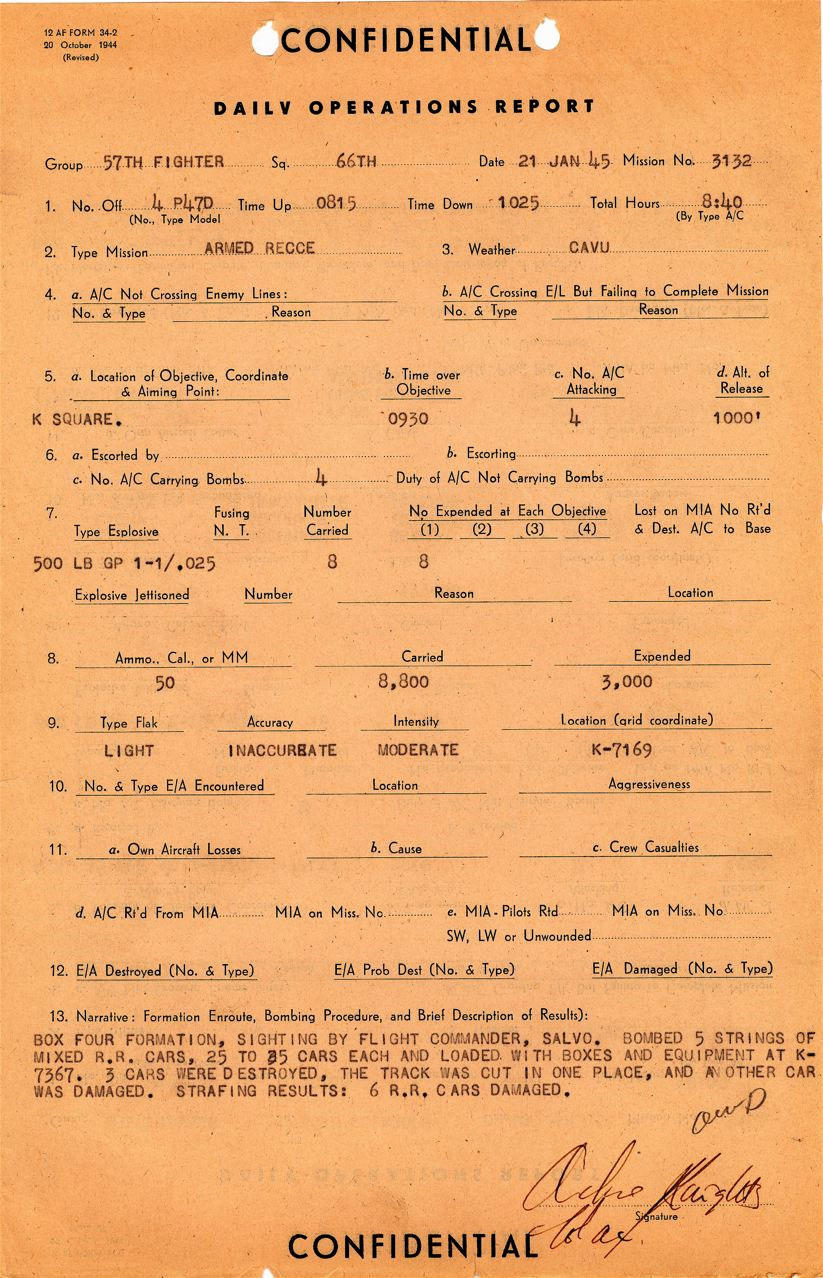 12 AF FORM 34-2
20 October 1944
(Revised)
CONFIDENTIAL
DAILY OPERATIONS REPORT
Group 57TH FIGHTER Sq. 66TH Date 21 JAN 45 Mission No. 3132
1. No. Off 4 P47D Time Up 0815 Time Down 1025 Total Hours 8:40
(No., Type Model (By Type A/C
2. Type Mission ARMED RECCE 3. Weather CAVU
4. a. A/C Not Crossing Enemy Lines: b. A/C Crossing E/L But Failing to Complete Mission
No. & Type Reason No. & Type Reason
5. a. Location of Objective, Coordinate b. Time over c. No. A/C d. Alt. of
& Aiming Point: Objective Attacking Release
K SQUARE. 0930 4 1000'
6. a. Escorted by b. Escorting
c. No. A/C Carrying Bombs 4 Duty of A/C Not Carrying Bombs
7. Fusing Number No Expended at Each Objective Lost on MIA No Rt'd
Type Esplosive N. T. Carried (1) (2) (3) (4) & Dest. A/C to Base
500 LB GP 1-1/.025 8 8
Explosive Jettisoned Number Reason Location
8. Ammo., Cal., or MM Carried Expended
50 8,800 3,000
9. Type Flak Accuracy Intensity Location (grid coordinate)
LIGHT INACCURBATE MODERATE K-7169
10. No. & Type E/A Encountered Location Aggressiveness
11. a. Own Aircraft Losses b. Cause c. Crew Casualties
d. A/C Rt'd From MIA MIA on Miss. No. e. MIA-Pilots Rtd MIA on Miss. No
SW, LW or Unwounded
12. E/A Destroyed (No. & Type) E/A Prob Dest (No. & Type) E/A Damaged (No. & Type)
13. Narrative: Formation Enroute, Bombing Procedure, and Brief Description of Results):
BOX FOUR FORMATION, SIGHTING BY FLIGHT COMMANDER, SALVO. BOMBED 5 STRINGS OF
MIXED R.R. CARS, 25 TO 35 CARS EACH AND LOADED WITH BOXES AND EQUIPMENT AT K-
7367. 3 CARS WERE DESTROYED, THE TRACK WAS CUT IN ONE PLACE, AND ANOTHER CAR
WAS DAMAGED. STRAFING RESULTS: 6 R.R. CARS DAMAGED.
Knights
Signature
CONFIDENTIAL